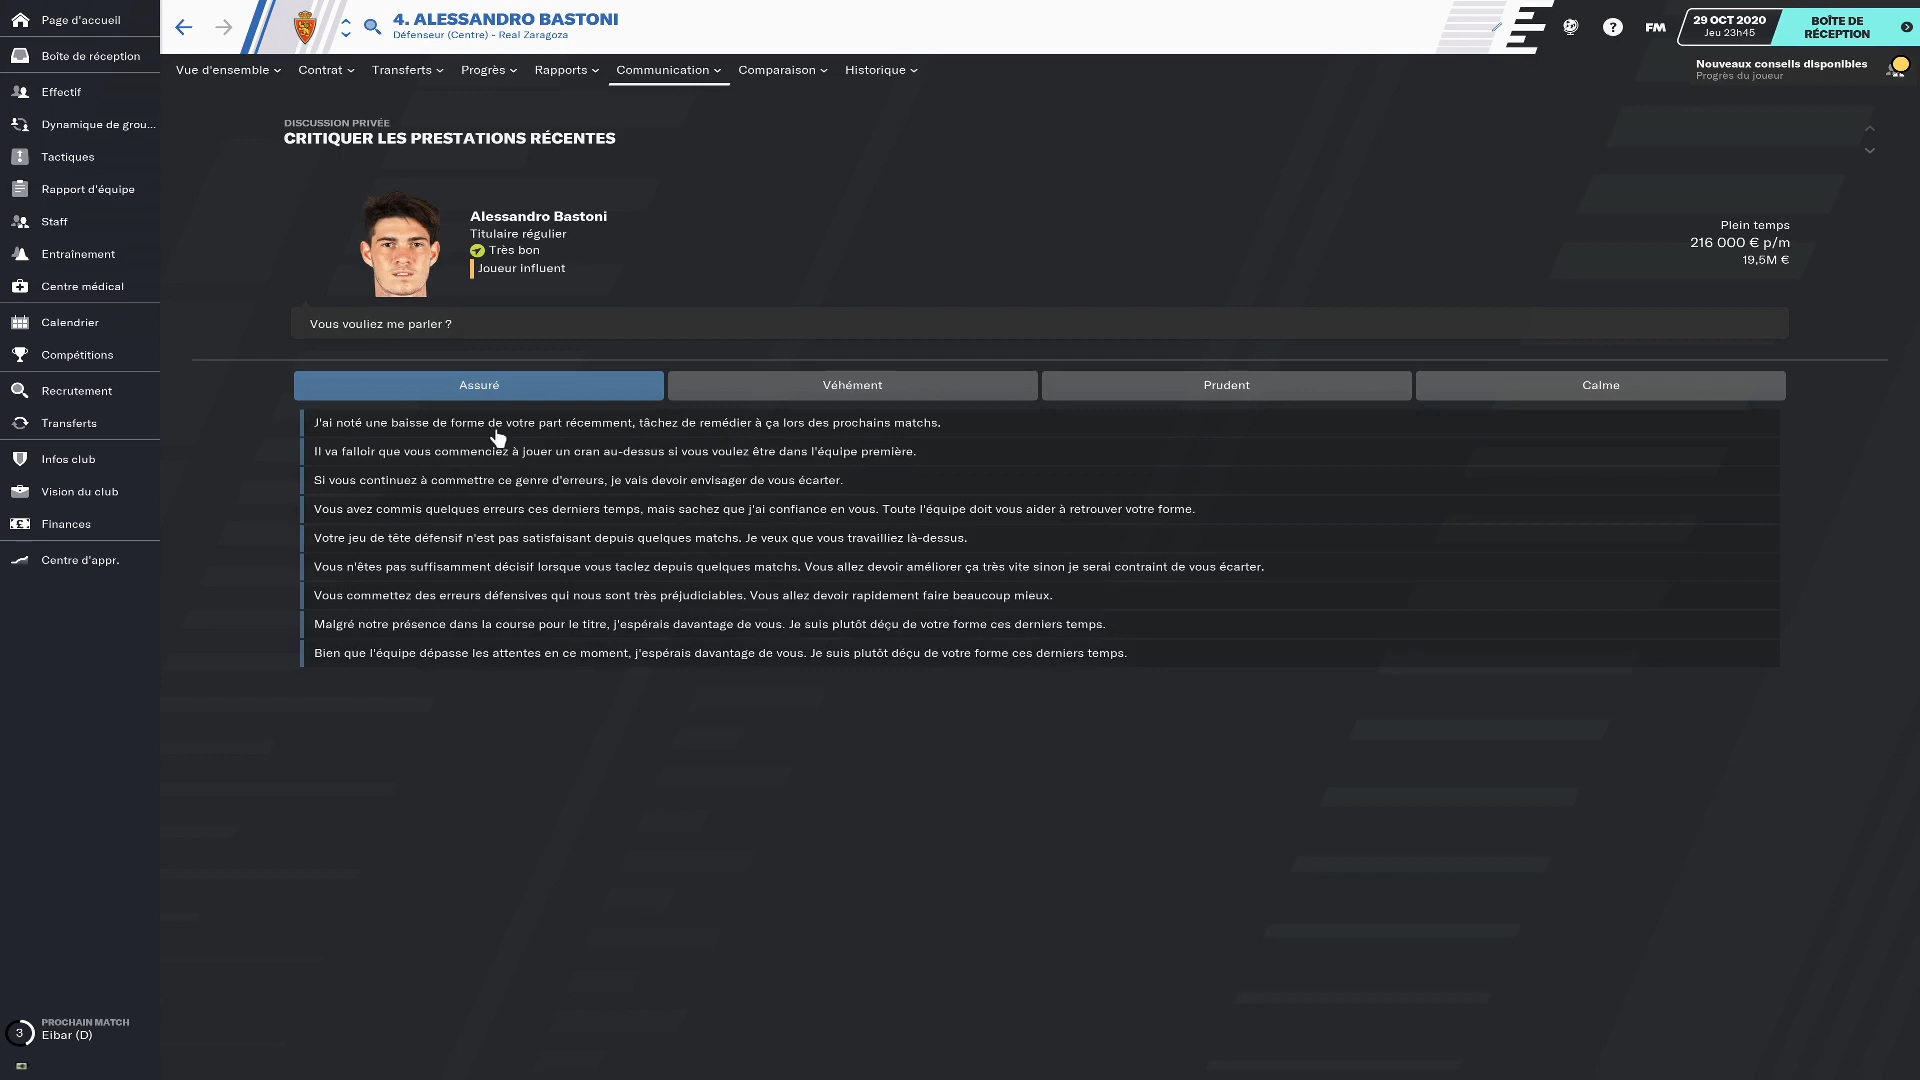 Page d'accueil
Boîte de réception
Effectif
Dynamique de grou...
Tactiques
Rapport d'équipe
Staff
Entraînement
Centre médical
Calendrier
Compétitions
Recrutement
Transferts
Infos club
Vision du club
Finances
Centre d'appr.
3
PROCHAIN MATCH
Eibar (D)
4. ALESSANDRO BASTONI
Défenseur (Centre) - Real Zaragoza
?
FM
29 OCT 2020
Jeu 23h45
BOÎTE DE
RÉCEPTION
Vue d'ensemble
Contrat
Transferts
Progrès
Rapports
Communication
Comparaison
Historique
Nouveaux conseils disponibles
Progrès du joueur
DISCUSSION PRIVÉE
CRITIQUER LES PRESTATIONS RÉCENTES
Alessandro Bastoni
Titulaire régulier
Très bon
Joueur influent
Plein temps
216 000 € p/m
19,5M €
Vous vouliez me parler ?
Assuré
Véhément
Prudent
Calme
J'ai noté une baisse de forme de votre part récemment, tâchez de remédier à ça lors des prochains matchs.
Il va falloir que vous commenciez à jouer un cran au-dessus si vous voulez être dans l'équipe première.
Si vous continuez à commettre ce genre d'erreurs, je vais devoir envisager de vous écarter.
Vous avez commis quelques erreurs ces derniers temps, mais sachez que j'ai confiance en vous. Toute l'équipe doit vous aider à retrouver votre forme.
Votre jeu de tête défensif n'est pas satisfaisant depuis quelques matchs. Je veux que vous travailliez là-dessus.
Vous n'êtes pas suffisamment décisif lorsque vous taclez depuis quelques matchs. Vous allez devoir améliorer ça très vite sinon je serai contraint de vous écarter.
Vous commettez des erreurs défensives qui nous sont très préjudiciables. Vous allez devoir rapidement faire beaucoup mieux.
Malgré notre présence dans la course pour le titre, j'espérais davantage de vous. Je suis plutôt déçu de votre forme ces derniers temps.
Bien que l'équipe dépasse les attentes en ce moment, j'espérais davantage de vous. Je suis plutôt déçu de votre forme ces derniers temps.